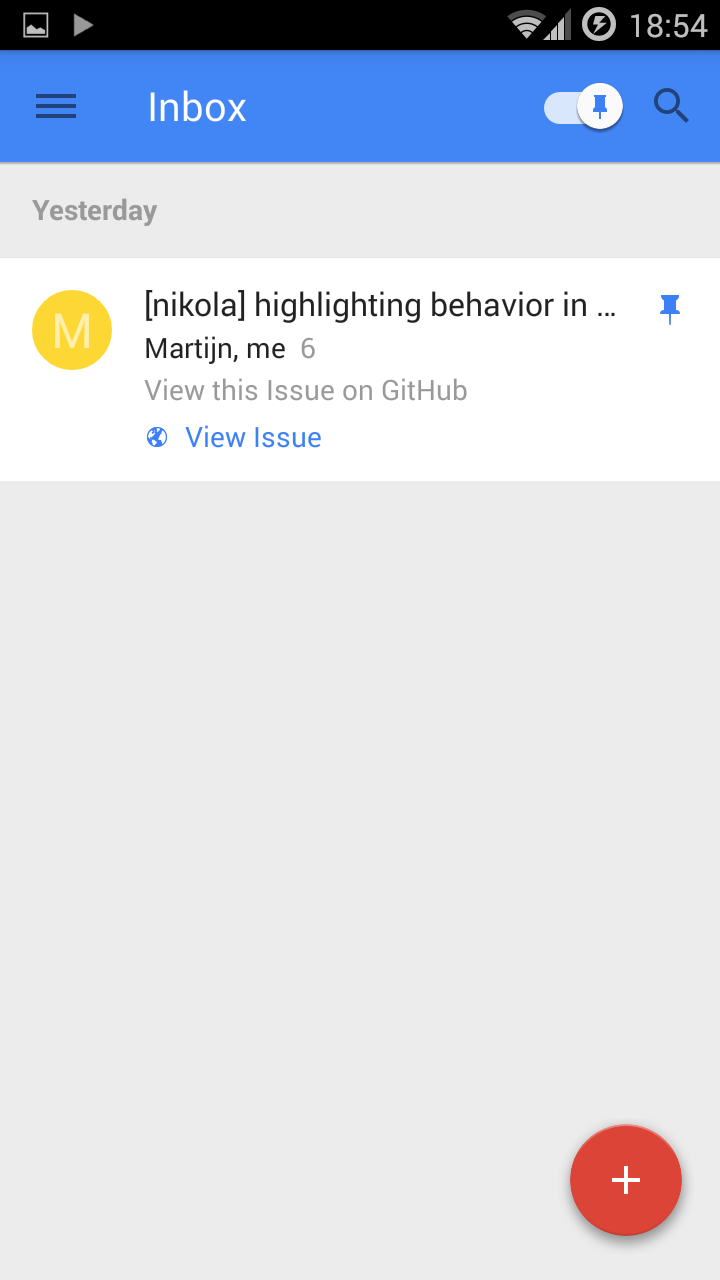 18:54
Inbox
Yesterday
M
[nikola] highlighting behavior in ...
Martijn, me 6
View this Issue on GitHub
View Issue